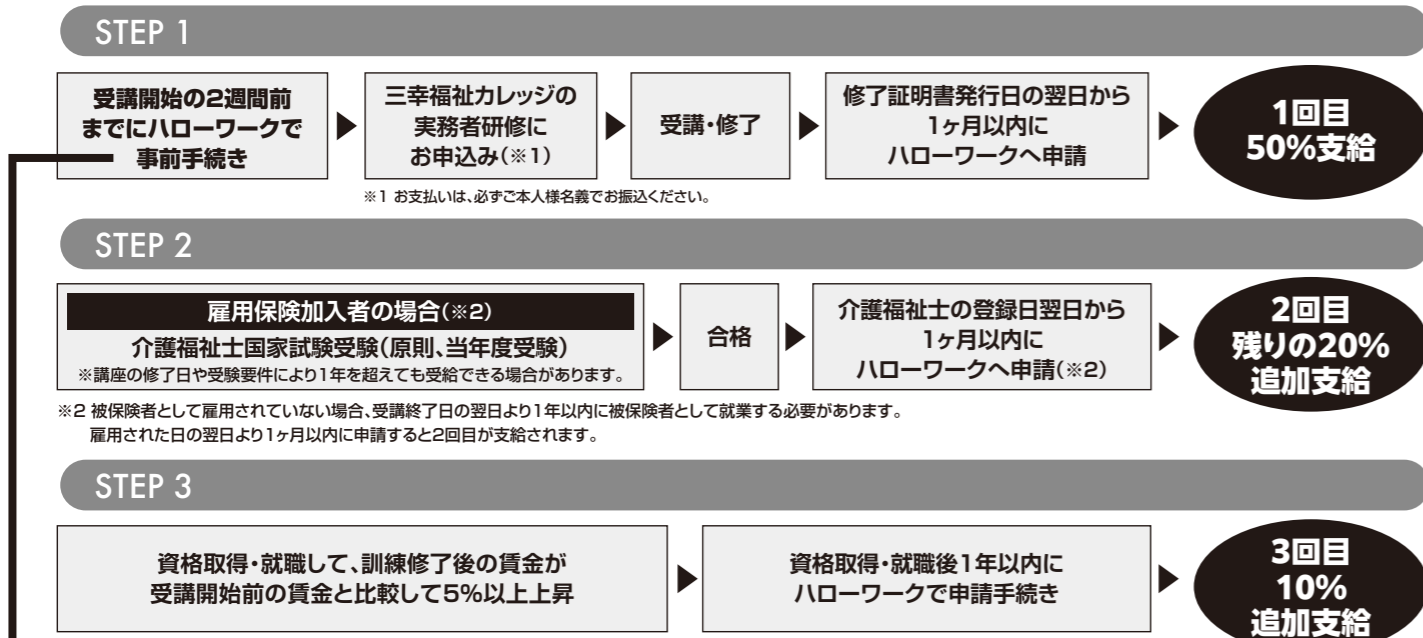 STEP 1
受講開始の2週間前
までにハローワークで
事前手続き
三幸福祉カレッジの
実務者研修に
お申込み(※1)
受講・修了
修了証明書発行日の翌日から
1ヶ月以内に
ハローワークへ申請
1回目
50%支給
※1 お支払いは、必ずご本人様名義でお振込ください。
STEP 2
雇用保険加入者の場合(※2)
介護福祉士国家試験受験(原則、当年度受験)
※講座の修了日や受験要件により1年を超えても受給できる場合があります。
合格
介護福祉士の登録日翌日から
1ヶ月以内に
ハローワークへ申請(※2)
2回目
残りの20%
追加支給
※2 被保険者として雇用されていない場合、受講終了日の翌日より1年以内に被保険者として就業する必要があります。
雇用された日の翌日より1ヶ月以内に申請すると2回目が支給されます。
STEP 3
資格取得・就職して、訓練修了後の賃金が
受講開始前の賃金と比較して5%以上上昇
資格取得・就職後1年以内に
ハローワークで申請手続き
3回目
10%
追加支給